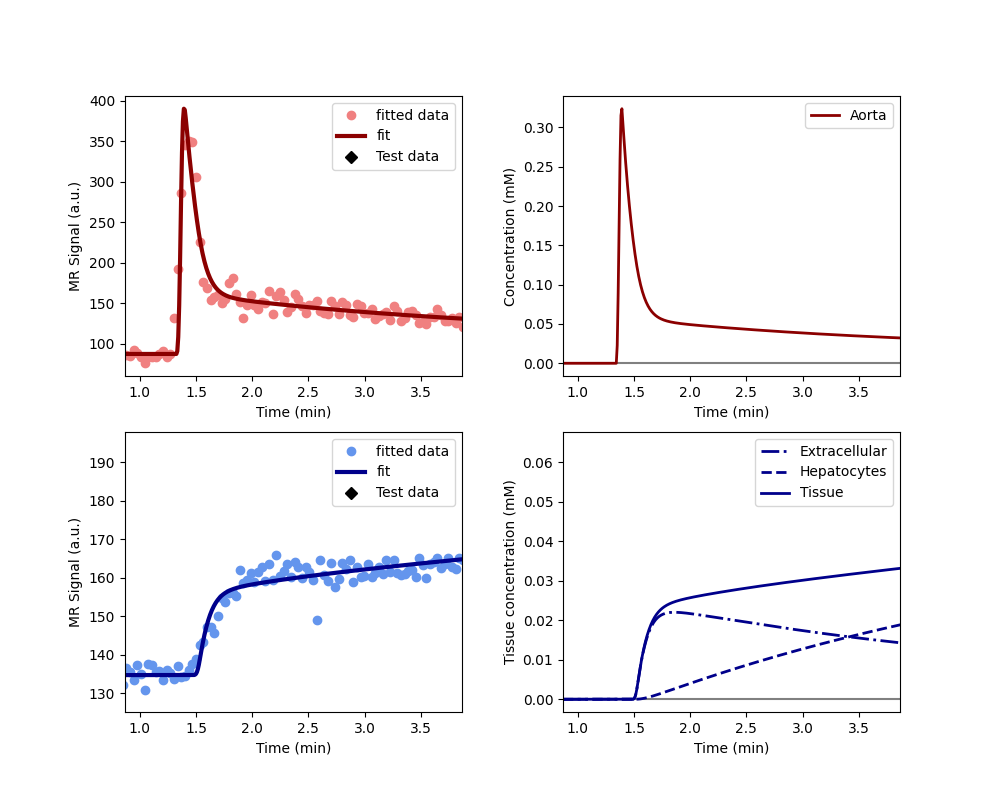 400
350
300
250
200
150
100
MR Signal (a.u.)
fitted data
fit
Test data
1.0 1.5 2.0 2.5 3.0 3.5
Time (min)
0.30
0.25
0.20
0.15
0.10
0.05
0.00
Concentration (mM)
Aorta
1.0 1.5 2.0 2.5 3.0 3.5
Time (min)
190
180
170
160
150
140
130
MR Signal (a.u.)
fitted data
fit
Test data
1.0 1.5 2.0 2.5 3.0 3.5
Time (min)
0.06
0.05
0.04
0.03
0.02
0.01
0.00
Tissue concentration (mM)
Extracellular
Hepatocytes
Tissue
1.0 1.5 2.0 2.5 3.0 3.5
Time (min)